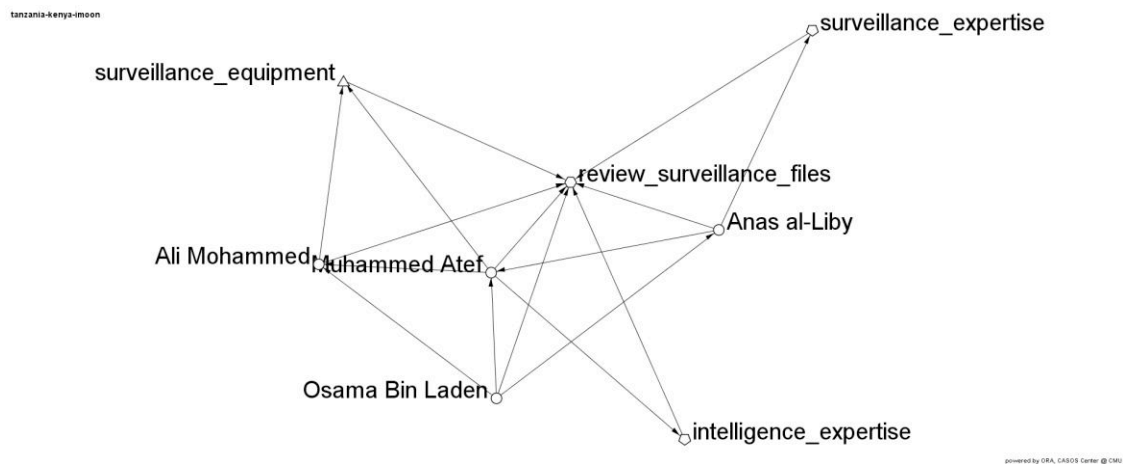 tanzania-kenya-imoon
surveillance_expertise
surveillance_equipment
review_surveillance_files
Anas al-Liby
Ali Mohammed
Muhammed Atef
Osama Bin Laden
intelligence_expertise
powered by ORA, CASOS Center @ CMU